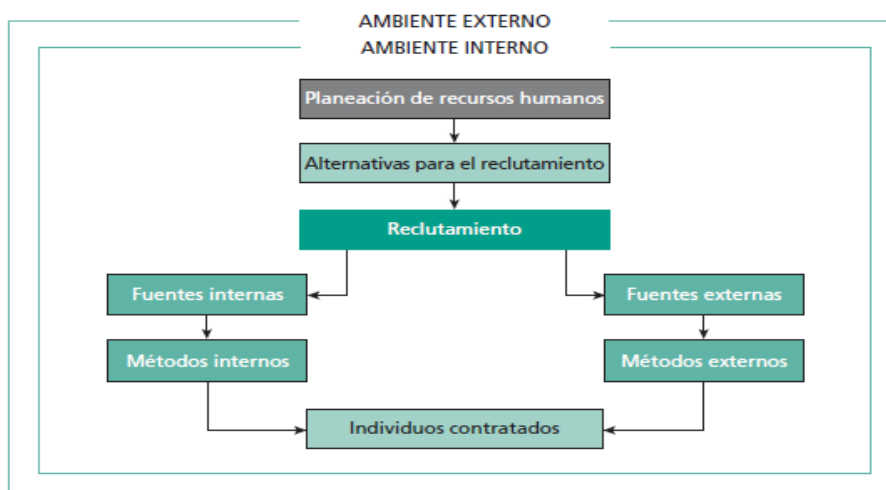 AMBIENTE EXTERNO
AMBIENTE INTERNO
Planeación de recursos humanos
Alternativas para el reclutamiento
Reclutamiento
Fuentes internas
Fuentes externas
Métodos internos
Métodos externos
Individuos contratados